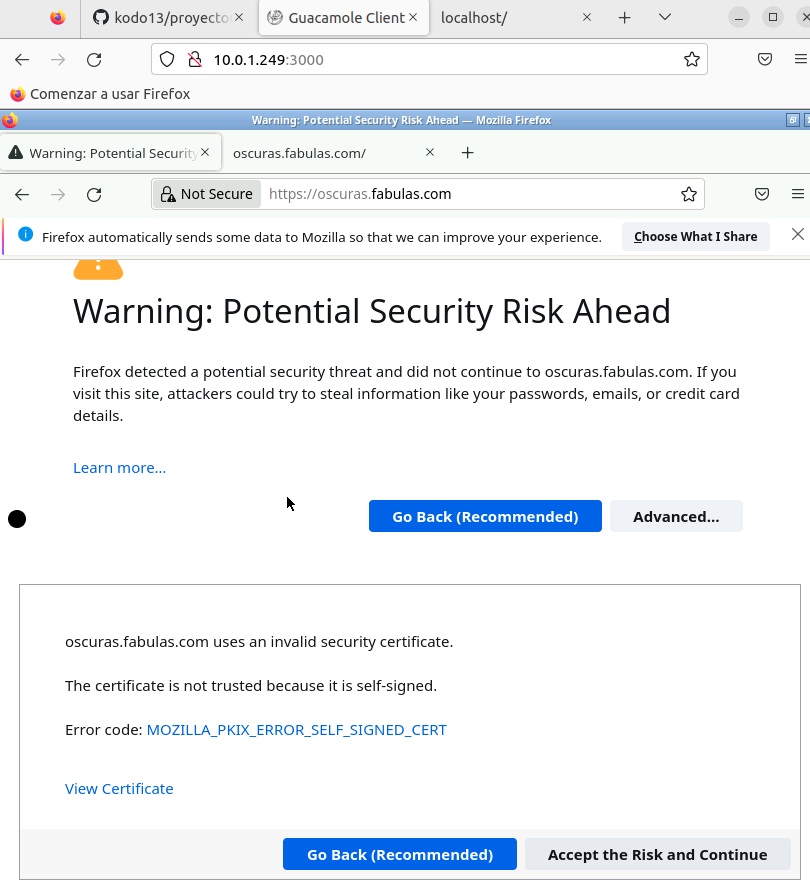 kodo13/proyecto
Guacamole Client
localhost/
10.0.1.249:3000
Comenzar a usar Firefox
Warning: Potential Security Risk Ahead — Mozilla Firefox
Warning: Potential Security
oscuras.fabulas.com/
Not Secure
https://oscuras.fabulas.com
Firefox automatically sends some data to Mozilla so that we can improve your experience.
Choose What I Share
Warning: Potential Security Risk Ahead
Firefox detected a potential security threat and did not continue to oscuras.fabulas.com. If you
visit this site, attackers could try to steal information like your passwords, emails, or credit card
details.
Learn more...
Go Back (Recommended)
Advanced...
oscuras.fabulas.com uses an invalid security certificate.
The certificate is not trusted because it is self-signed.
Error code: MOZILLA_PKIX_ERROR_SELF_SIGNED_CERT
View Certificate
Go Back (Recommended)
Accept the Risk and Continue